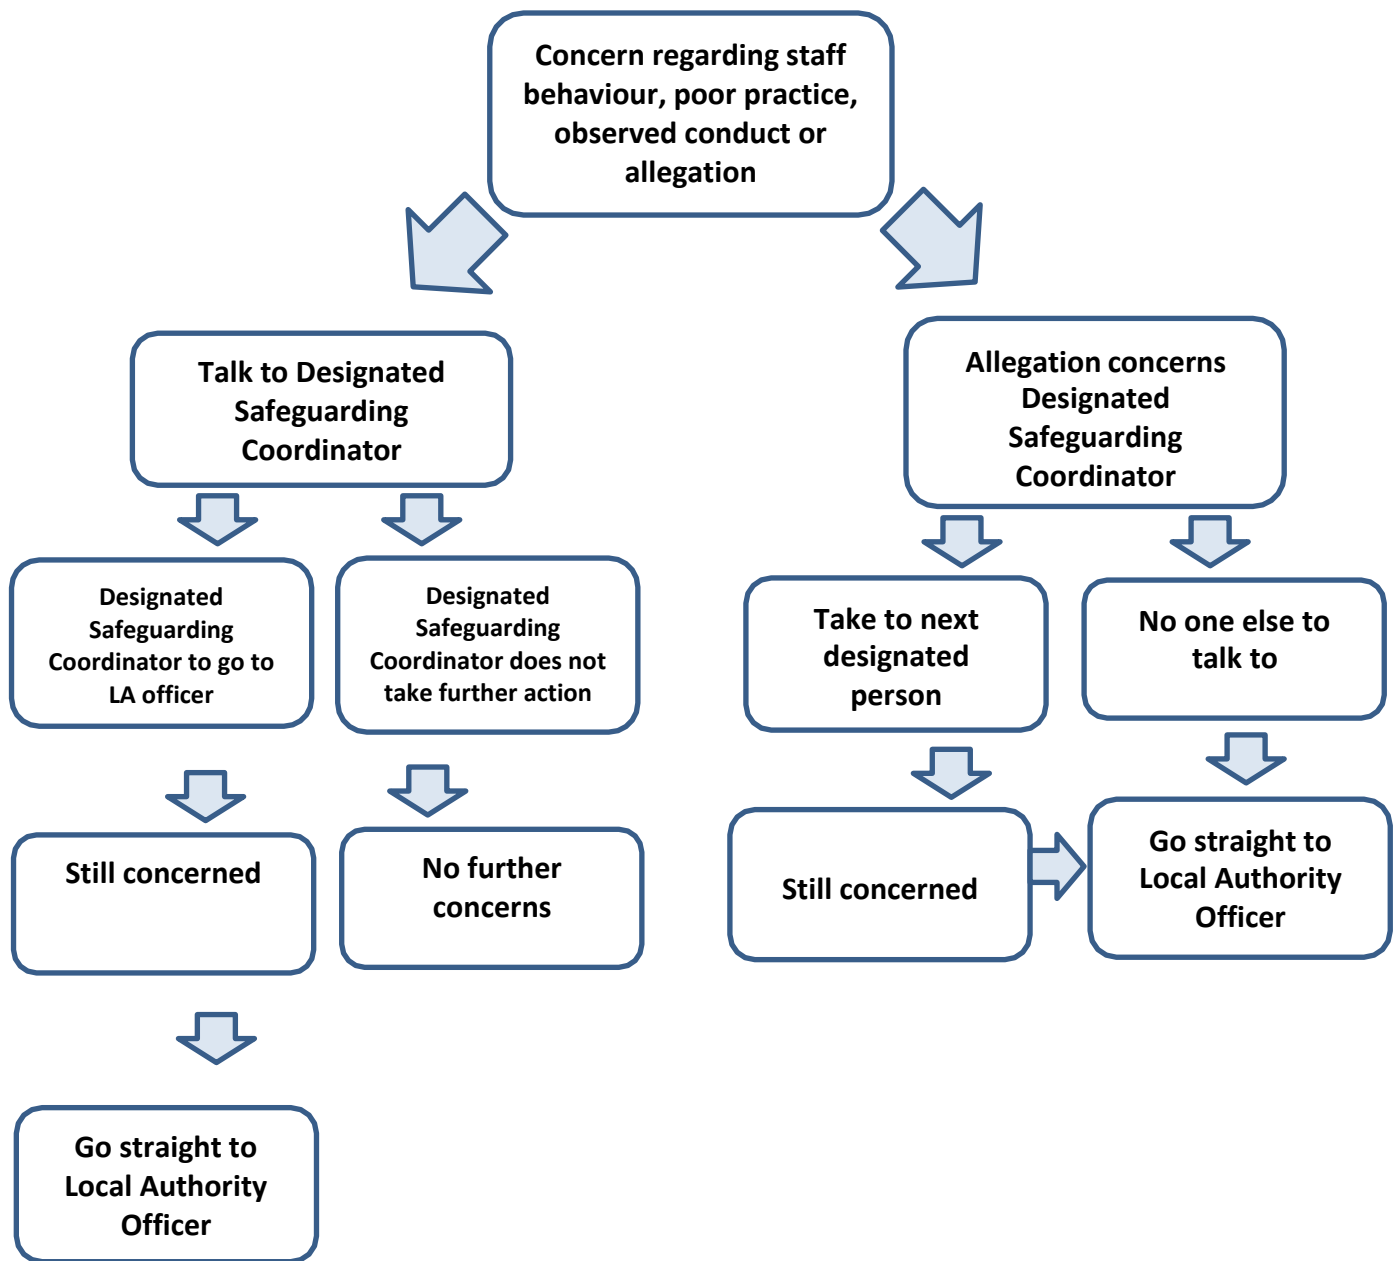 Concern regarding staff
behaviour, poor practice,
observed conduct or
allegation
Talk to Designated
Safeguarding
Coordinator
Allegation concerns
Designated
Safeguarding
Coordinator
Designated
Safeguarding
Coordinator to go to
LA officer
Designated
Safeguarding
Coordinator does not
take further action
Take to next
designated
person
No one else to
talk to
Still concerned
No further
concerns
Still concerned
Go straight to
Local Authority
Officer
Go straight to
Local Authority
Officer